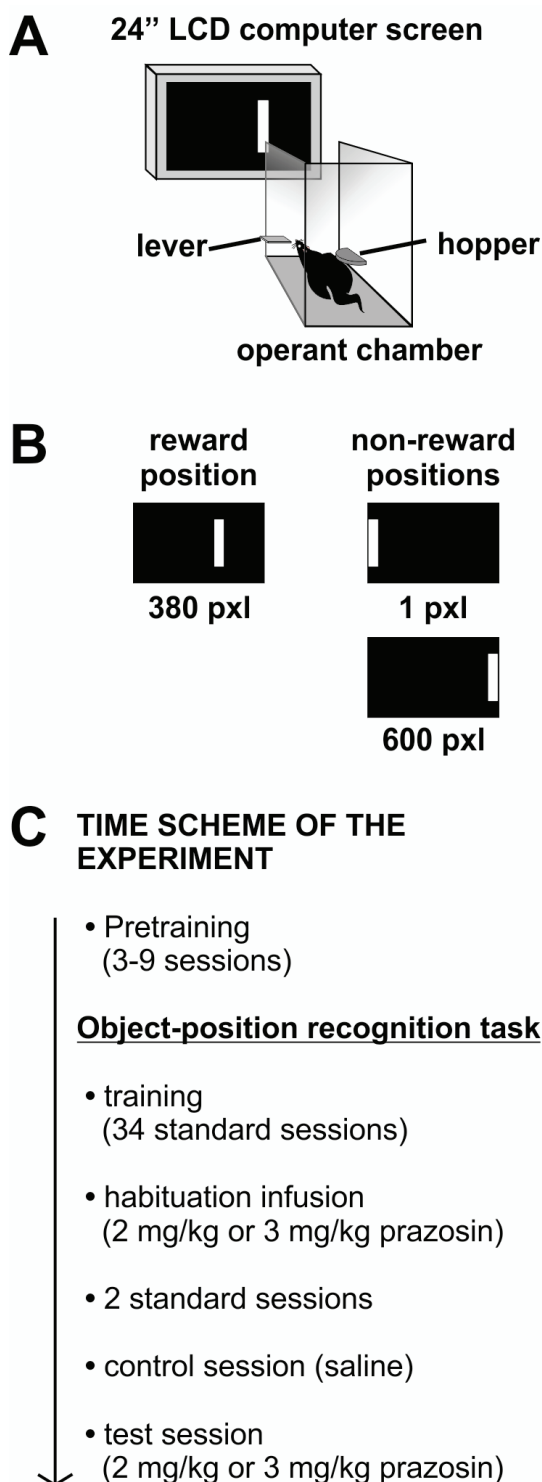 A
24” LCD computer screen
lever
hopper
operant chamber
B
reward
position
380 pxl
non-reward
positions
1 pxl
600 pxl
C
TIME SCHEME OF THE
EXPERIMENT
• Pretraining
(3-9 sessions)
Object-position recognition task
• training
(34 standard sessions)
• habituation infusion
(2 mg/kg or 3 mg/kg prazosin)
• 2 standard sessions
• control session (saline)
• test session
(2 mg/kg or 3 mg/kg prazosin)